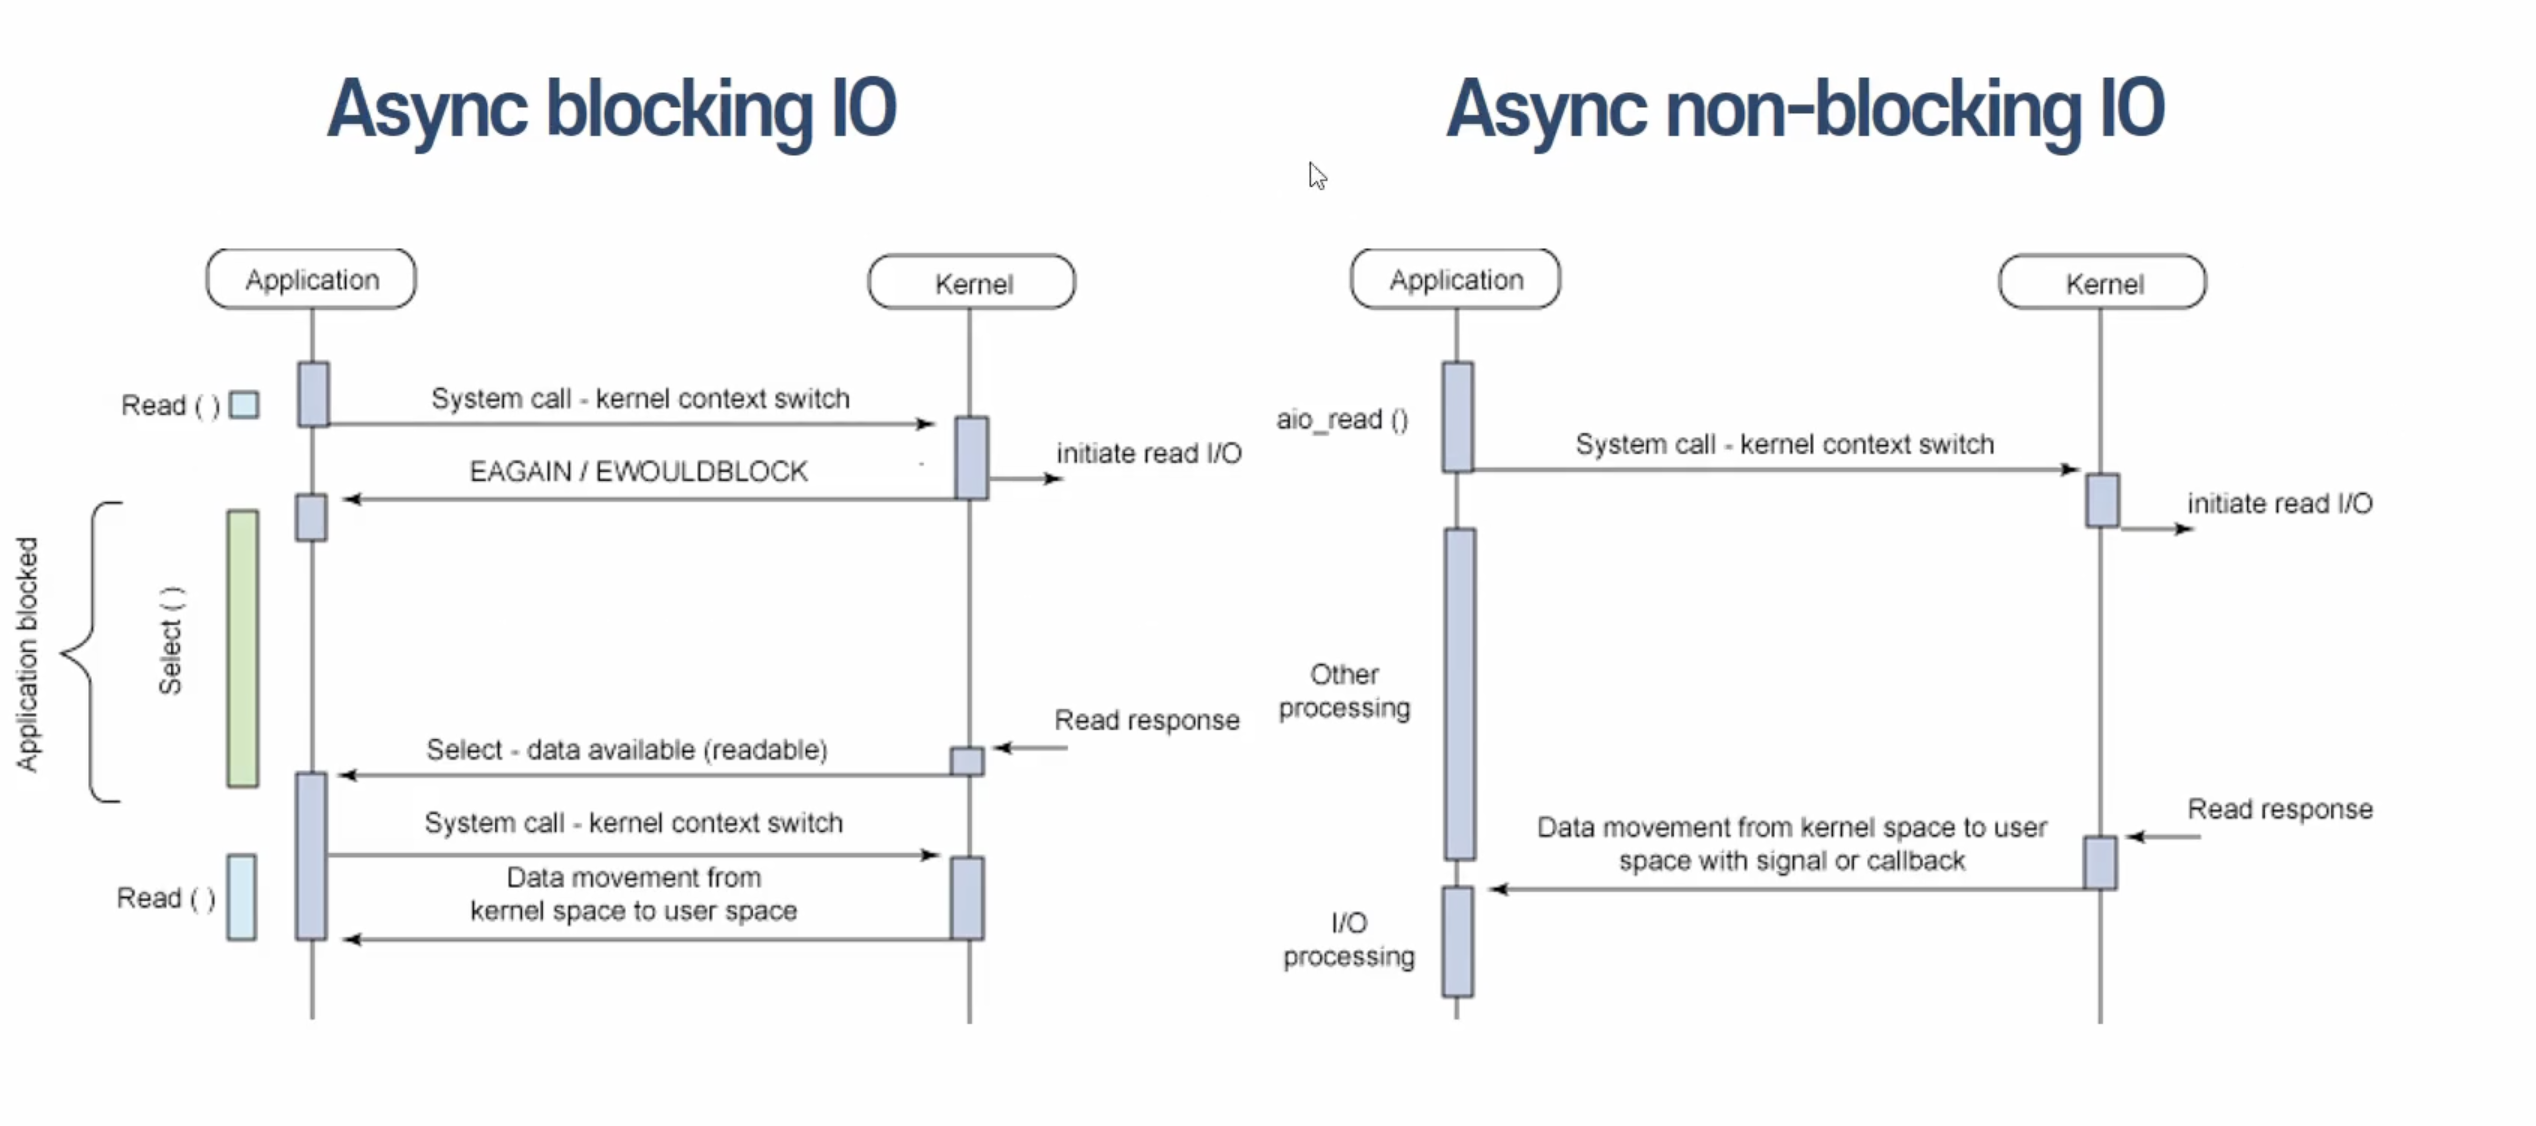 Async blocking IO
Application
Kernel
Read ( )
System call - kernel context switch
initiate read I/O
EAGAIN / EWOULDBLOCK
Application blocked
Select ( )
Read response
Select - data available (readable)
System call - kernel context switch
Read ( )
Data movement from
kernel space to user space
Async non-blocking IO
Application
Kernel
aio_read ()
System call - kernel context switch
initiate read I/O
Other
processing
Read response
Data movement from kernel space to user
space with signal or callback
I/O
processing